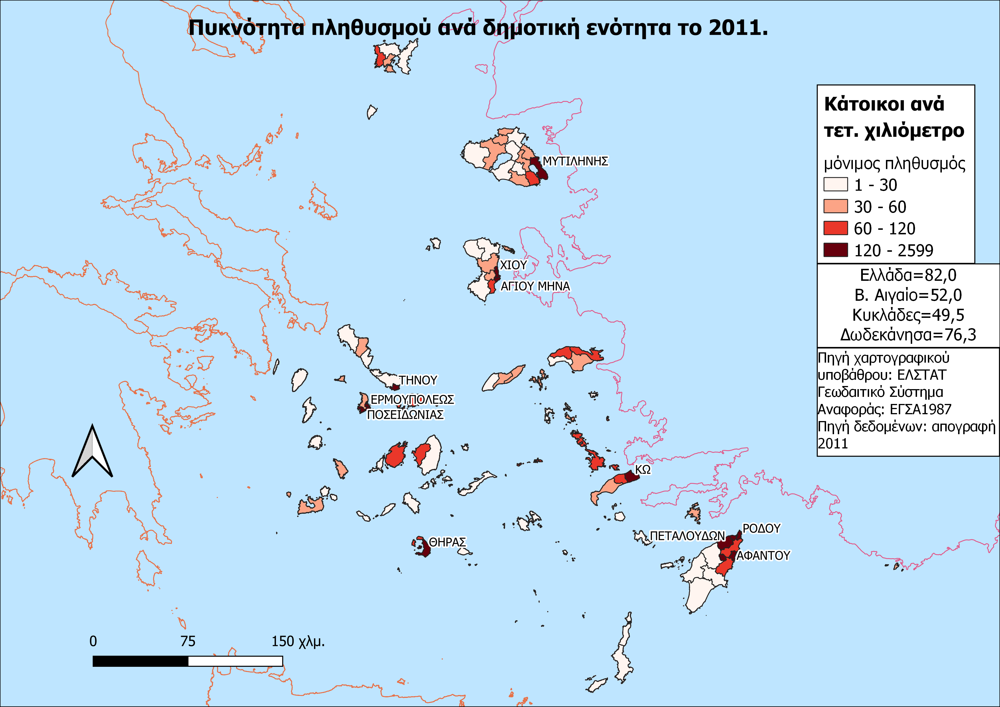 Πυκνότητα πληθυσμού ανά δημοτική ενότητα το 2011.
Κάτοικοι ανά
τετ. χιλιόμετρο
μόνιμος πληθυσμός
1 - 30
30 - 60
60 - 120
120 - 2599
Ελλάδα=82,0
Β. Αιγαίο=52,0
Κυκλάδες=49,5
Δωδεκάνησα=76,3
Πηγή χαρτογραφικού
υποβάθρου: ΕΛΣΤΑΤ
Γεωδαιτικό Σύστημα
Αναφοράς: ΕΓΣΑ1987
Πηγή δεδομένων: απογραφή
2011
ΜΥΤΙΛΗΝΗΣ
ΧΙΟΥ
ΑΓΙΟΥ ΜΗΝΑ
ΤΗΝΟΥ
ΕΡΜΟΥΠΟΛΕΩΣ
ΠΟΣΕΙΔΩΝΙΑΣ
ΚΩ
ΡΟΔΟΥ
ΠΕΤΑΛΟΥΔΩΝ
ΘΗΡΑΣ
ΑΦΑΝΤΟΥ
0 75 150 χλμ.